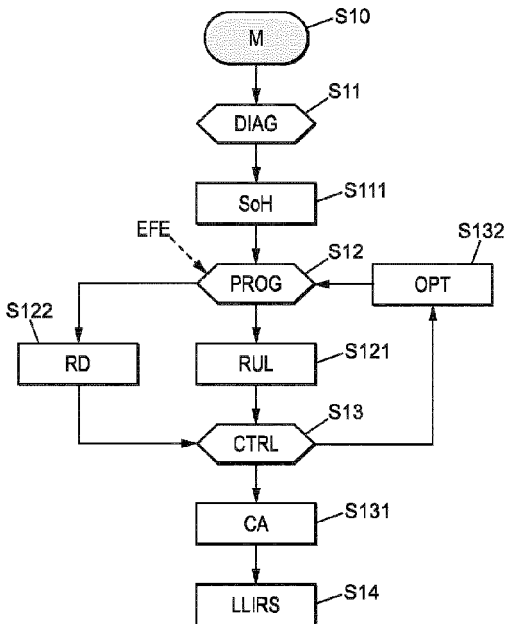 S10
M
S11
DIAG
S111
SoH
EFE
S12
S132
PROG
OPT
S122
RD
RUL
S121
S13
CTRL
S131
CA
LLIRS
S14